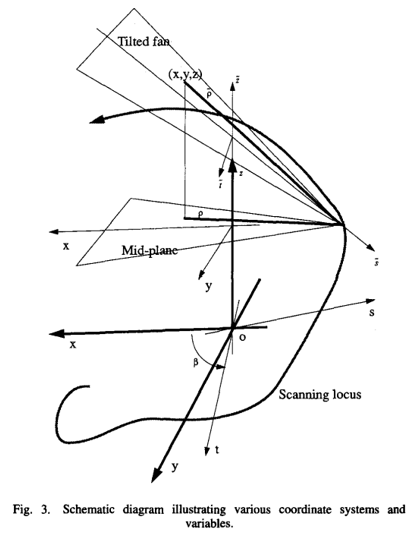 Tilted fan
(x,y,z)
ρ̃
z̃
t̃
z
ρ
x
Mid-plane
y
s̃
s
x
o
β
Scanning locus
t
y
Fig. 3. Schematic diagram illustrating various coordinate systems and
variables.